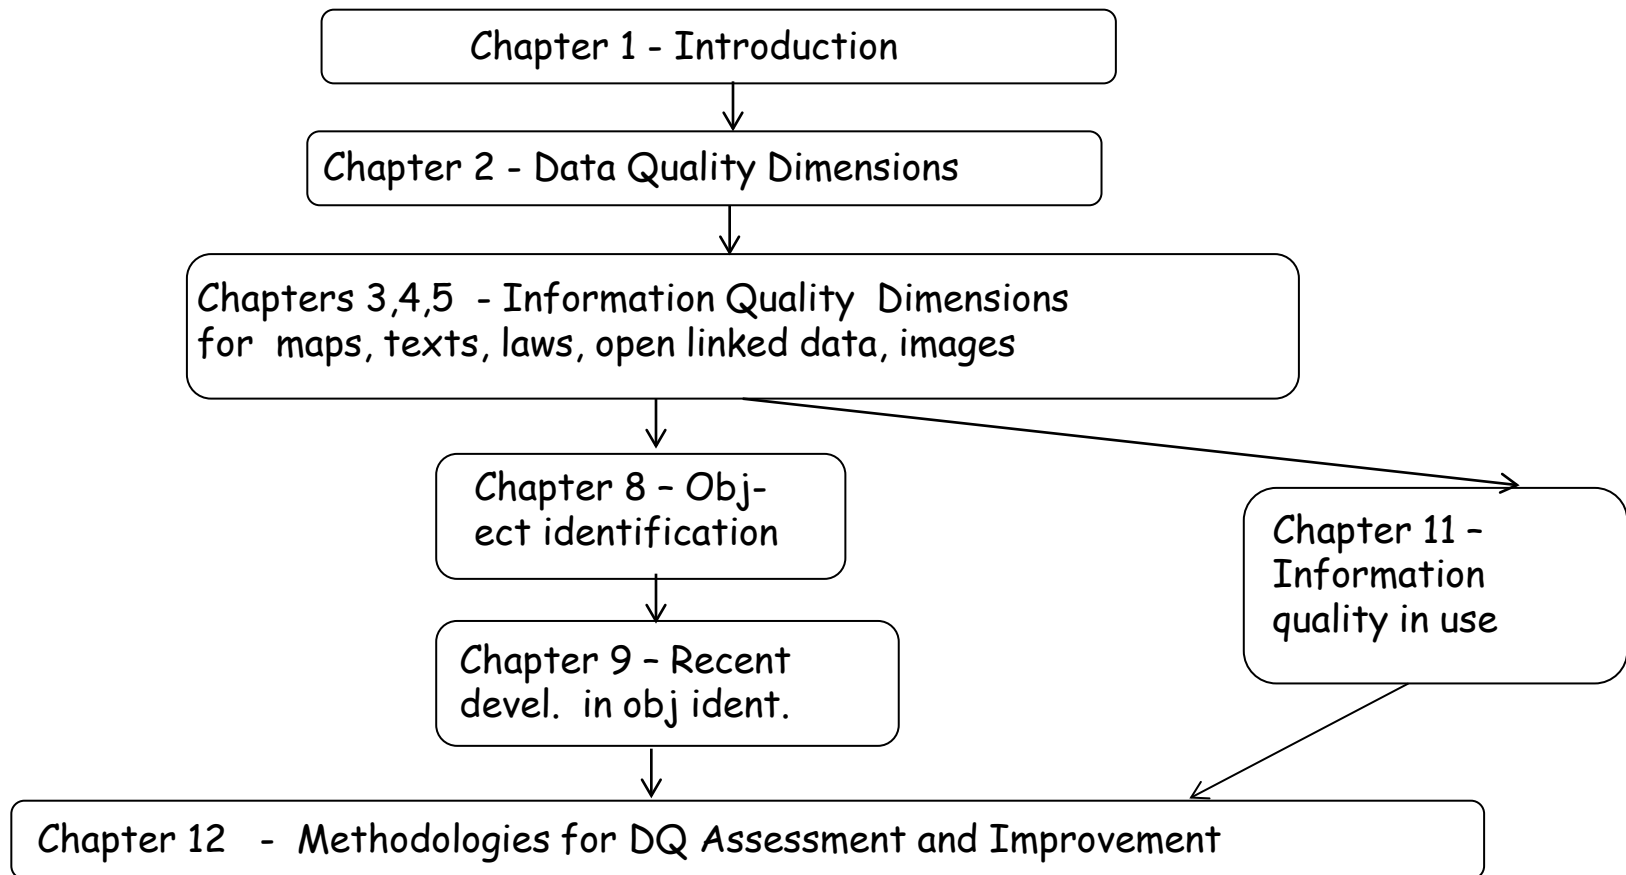 Chapter 1 - Introduction
Chapter 2 - Data Quality Dimensions
Chapters 3,4,5 - Information Quality Dimensions
for maps, texts, laws, open linked data, images
Chapter 8 – Obj-
ect identification
Chapter 11 –
Information
quality in use
Chapter 9 – Recent
devel. in obj ident.
Chapter 12 - Methodologies for DQ Assessment and Improvement